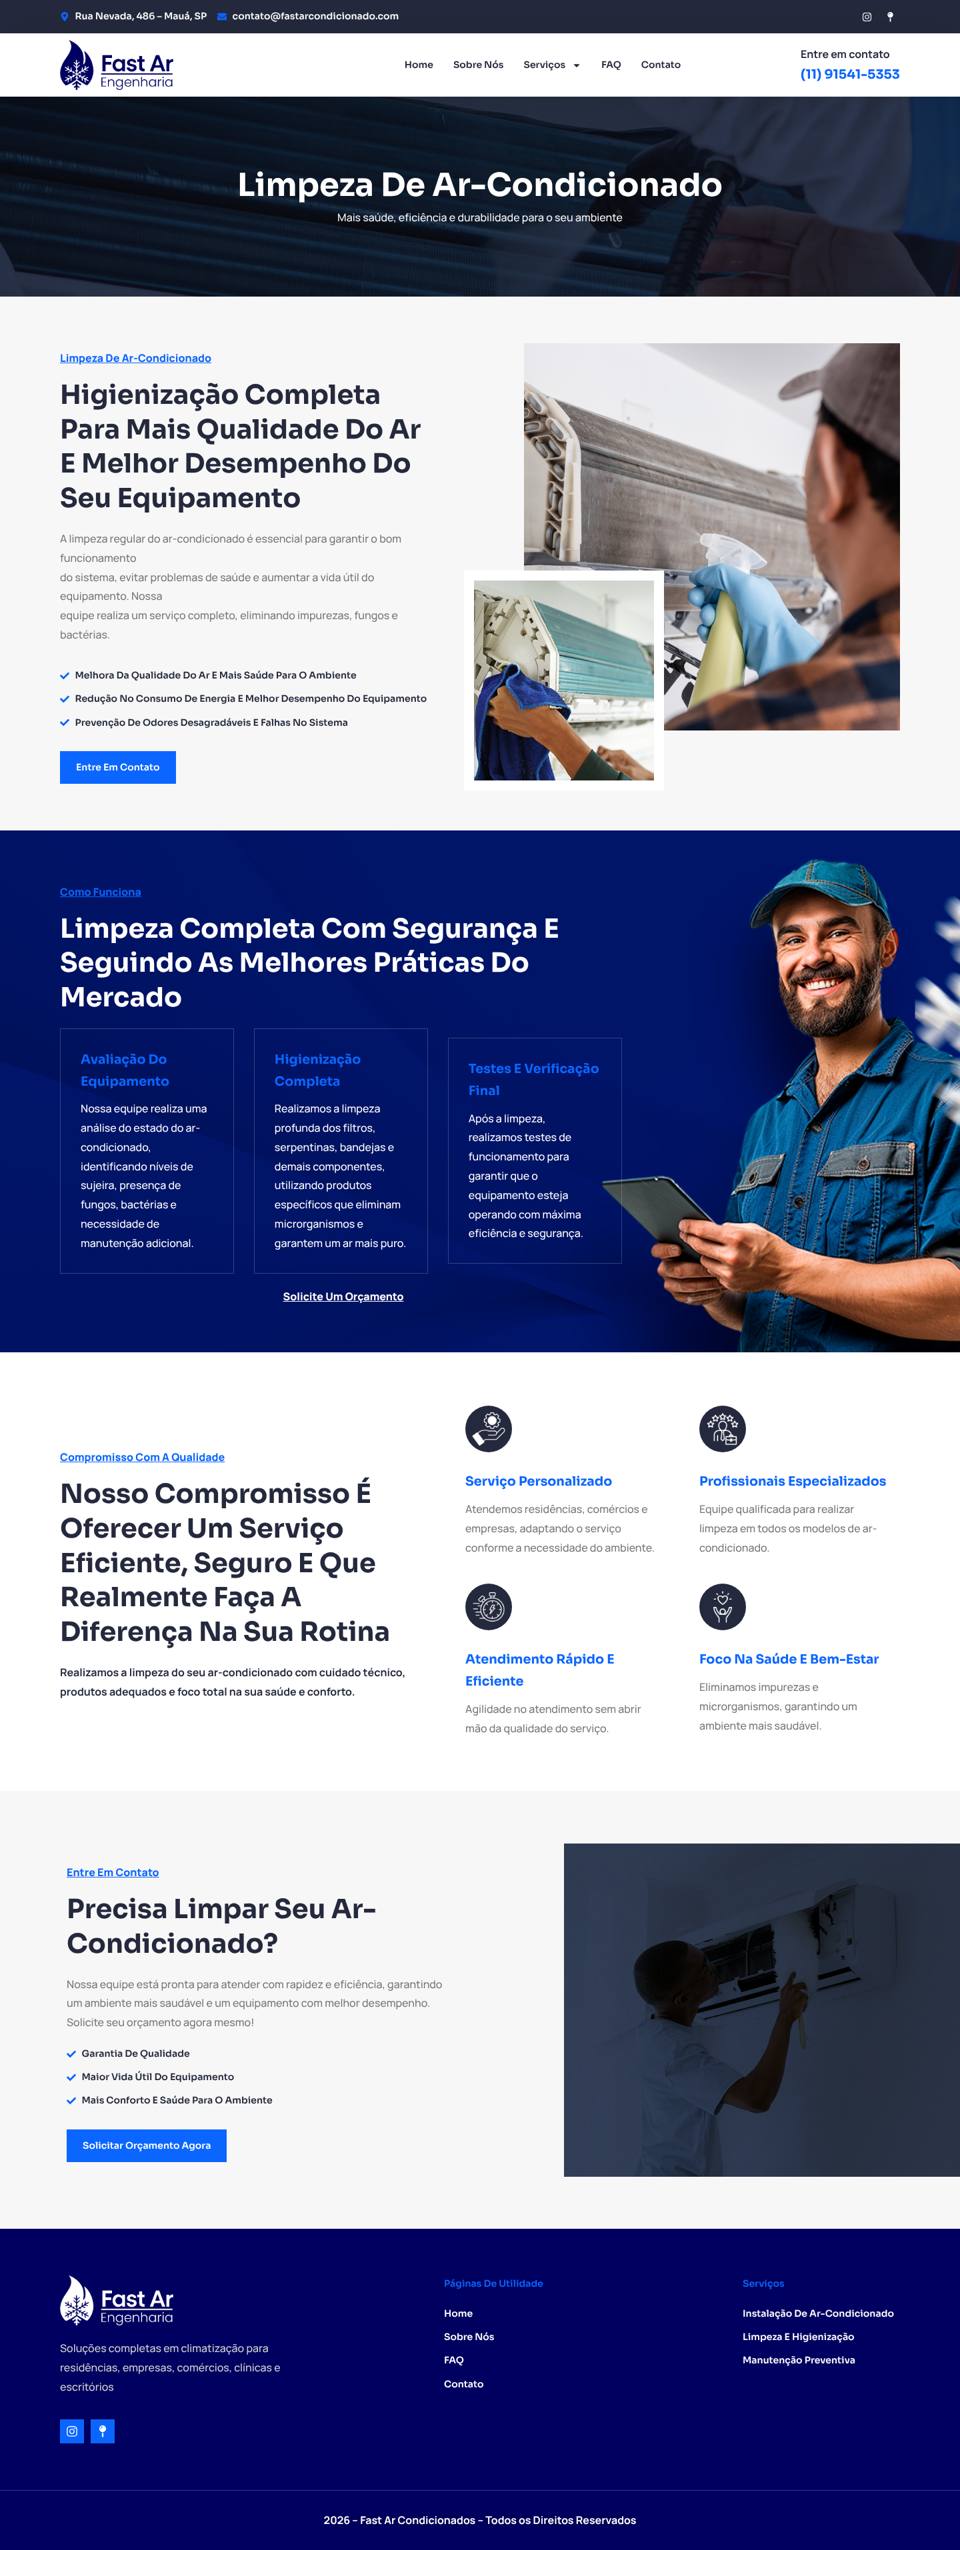 Rua Nevada, 486 – Mauá, SP contato@fastarcondicionado.com
Fast Ar
Engenharia
Home Sobre Nós Serviços FAQ Contato
Entre em contato
(11) 91541-5353
Limpeza De Ar-Condicionado
Mais saúde, eficiência e durabilidade para o seu ambiente
Limpeza De Ar-Condicionado
Higienização Completa
Para Mais Qualidade Do Ar
E Melhor Desempenho Do
Seu Equipamento
A limpeza regular do ar-condicionado é essencial para garantir o bom
funcionamento
do sistema, evitar problemas de saúde e aumentar a vida útil do
equipamento. Nossa
equipe realiza um serviço completo, eliminando impurezas, fungos e
bactérias.
Melhora Da Qualidade Do Ar E Mais Saúde Para O Ambiente
Redução No Consumo De Energia E Melhor Desempenho Do Equipamento
Prevenção De Odores Desagradáveis E Falhas No Sistema
Entre Em Contato
Como Funciona
Limpeza Completa Com Segurança E
Seguindo As Melhores Práticas Do
Mercado
Avaliação Do
Equipamento
Nossa equipe realiza uma
análise do estado do ar-
condicionado,
identificando níveis de
sujeira, presença de
fungos, bactérias e
necessidade de
manutenção adicional.
Higienização
Completa
Realizamos a limpeza
profunda dos filtros,
serpentinas, bandejas e
demais componentes,
utilizando produtos
específicos que eliminam
microrganismos e
garantem um ar mais puro.
Testes E Verificação
Final
Após a limpeza,
realizamos testes de
funcionamento para
garantir que o
equipamento esteja
operando com máxima
eficiência e segurança.
Solicite Um Orçamento
Compromisso Com A Qualidade
Nosso Compromisso É
Oferecer Um Serviço
Eficiente, Seguro E Que
Realmente Faça A
Diferença Na Sua Rotina
Realizamos a limpeza do seu ar-condicionado com cuidado técnico,
produtos adequados e foco total na sua saúde e conforto.
Serviço Personalizado
Atendemos residências, comércios e
empresas, adaptando o serviço
conforme a necessidade do ambiente.
Profissionais Especializados
Equipe qualificada para realizar
limpeza em todos os modelos de ar-
condicionado.
Atendimento Rápido E
Eficiente
Agilidade no atendimento sem abrir
mão da qualidade do serviço.
Foco Na Saúde E Bem-Estar
Eliminamos impurezas e
microrganismos, garantindo um
ambiente mais saudável.
Entre Em Contato
Precisa Limpar Seu Ar-
Condicionado?
Nossa equipe está pronta para atender com rapidez e eficiência, garantindo
um ambiente mais saudável e um equipamento com melhor desempenho.
Solicite seu orçamento agora mesmo!
Garantia De Qualidade
Maior Vida Útil Do Equipamento
Mais Conforto E Saúde Para O Ambiente
Solicitar Orçamento Agora
Fast Ar
Engenharia
Soluções completas em climatização para
residências, empresas, comércios, clínicas e
escritórios
Páginas De Utilidade
Home
Sobre Nós
FAQ
Contato
Serviços
Instalação De Ar-Condicionado
Limpeza E Higienização
Manutenção Preventiva
2026 – Fast Ar Condicionados – Todos os Direitos Reservados